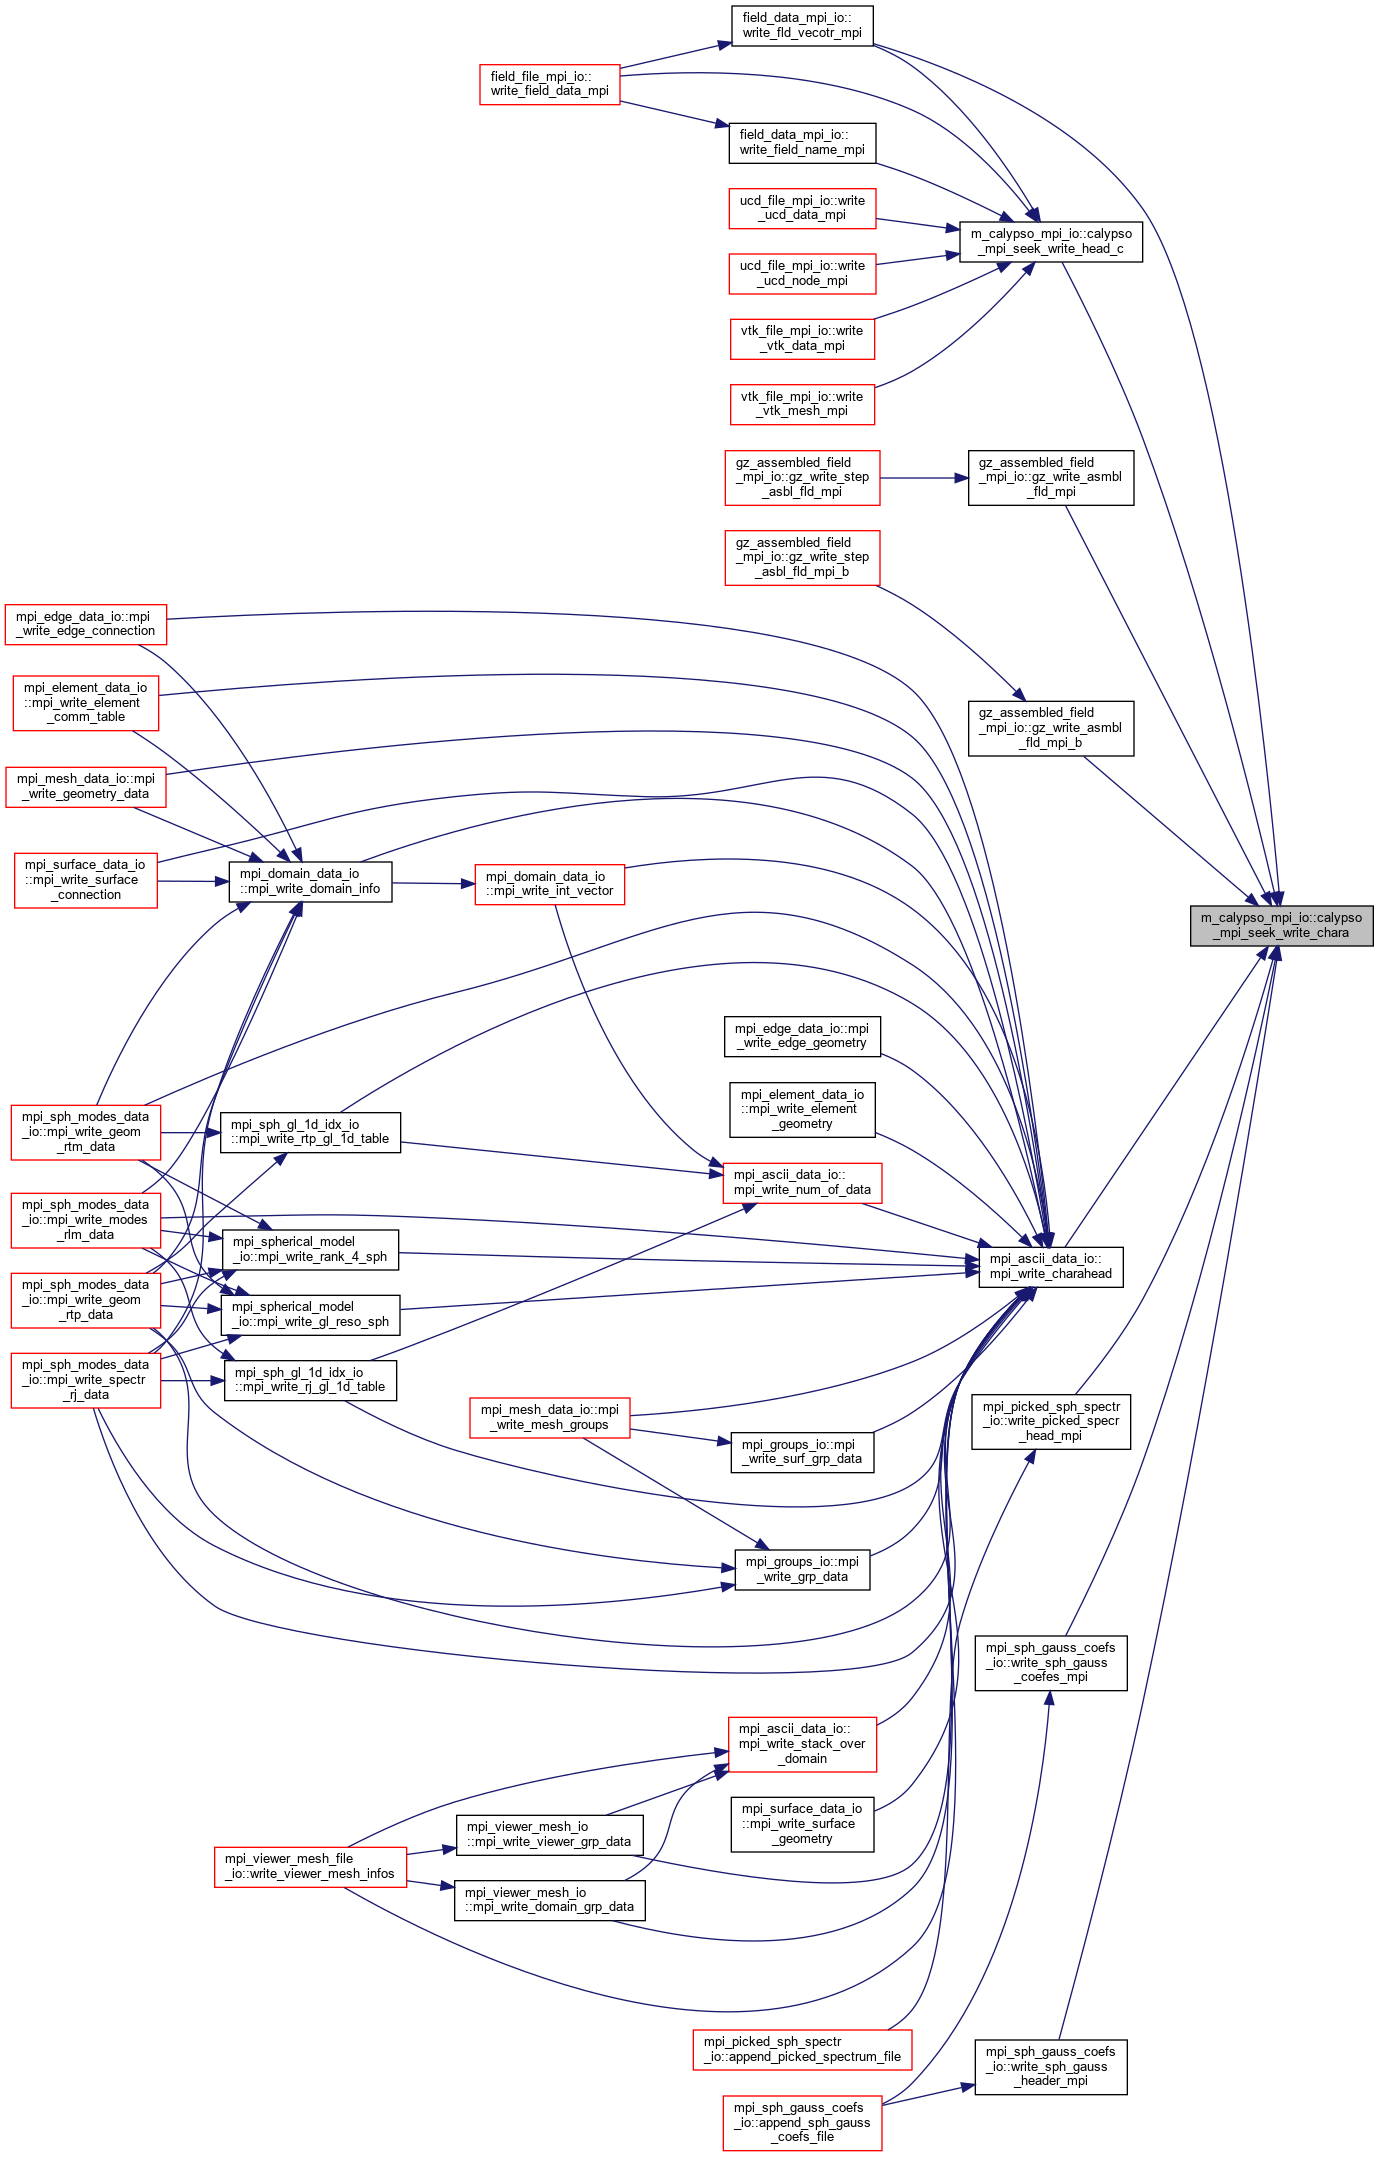 field_data_mpi_io::
write_fld_vecotr_mpi
field_file_mpi_io::
write_field_data_mpi
field_data_mpi_io::
write_field_name_mpi
ucd_file_mpi_io::write
_ucd_data_mpi
m_calypso_mpi_io::calypso
_mpi_seek_write_head_c
ucd_file_mpi_io::write
_ucd_node_mpi
vtk_file_mpi_io::write
_vtk_data_mpi
vtk_file_mpi_io::write
_vtk_mesh_mpi
gz_assembled_field
_mpi_io::gz_write_step
_asbl_fld_mpi
gz_assembled_field
_mpi_io::gz_write_asmbl
_fld_mpi
gz_assembled_field
_mpi_io::gz_write_step
_asbl_fld_mpi_b
mpi_edge_data_io::mpi
_write_edge_connection
mpi_element_data_io
::mpi_write_element
_comm_table
gz_assembled_field
_mpi_io::gz_write_asmbl
_fld_mpi_b
mpi_mesh_data_io::mpi
_write_geometry_data
mpi_surface_data_io
::mpi_write_surface
_connection
mpi_domain_data_io
::mpi_write_domain_info
mpi_domain_data_io
::mpi_write_int_vector
m_calypso_mpi_io::calypso
_mpi_seek_write_chara
mpi_edge_data_io::mpi
_write_edge_geometry
mpi_element_data_io
::mpi_write_element
_geometry
mpi_sph_modes_data
_io::mpi_write_geom
_rtm_data
mpi_sph_gl_1d_idx_io
::mpi_write_rtp_gl_1d_table
mpi_ascii_data_io::
mpi_write_num_of_data
mpi_sph_modes_data
_io::mpi_write_modes
_rlm_data
mpi_spherical_model
_io::mpi_write_rank_4_sph
mpi_ascii_data_io::
mpi_write_charahead
mpi_sph_modes_data
_io::mpi_write_geom
_rtp_data
mpi_spherical_model
_io::mpi_write_gl_reso_sph
mpi_sph_modes_data
_io::mpi_write_spectr
_rj_data
mpi_sph_gl_1d_idx_io
::mpi_write_rj_gl_1d_table
mpi_mesh_data_io::mpi
_write_mesh_groups
mpi_groups_io::mpi
_write_surf_grp_data
mpi_picked_sph_spectr
_io::write_picked_specr
_head_mpi
mpi_groups_io::mpi
_write_grp_data
mpi_sph_gauss_coefs
_io::write_sph_gauss
_coefes_mpi
mpi_ascii_data_io::
mpi_write_stack_over
_domain
mpi_surface_data_io
::mpi_write_surface
_geometry
mpi_viewer_mesh_io
::mpi_write_viewer_grp_data
mpi_viewer_mesh_file
_io::write_viewer_mesh_infos
mpi_viewer_mesh_io
::mpi_write_domain_grp_data
mpi_picked_sph_spectr
_io::append_picked_spectrum_file
mpi_sph_gauss_coefs
_io::write_sph_gauss
_header_mpi
mpi_sph_gauss_coefs
_io::append_sph_gauss
_coefs_file